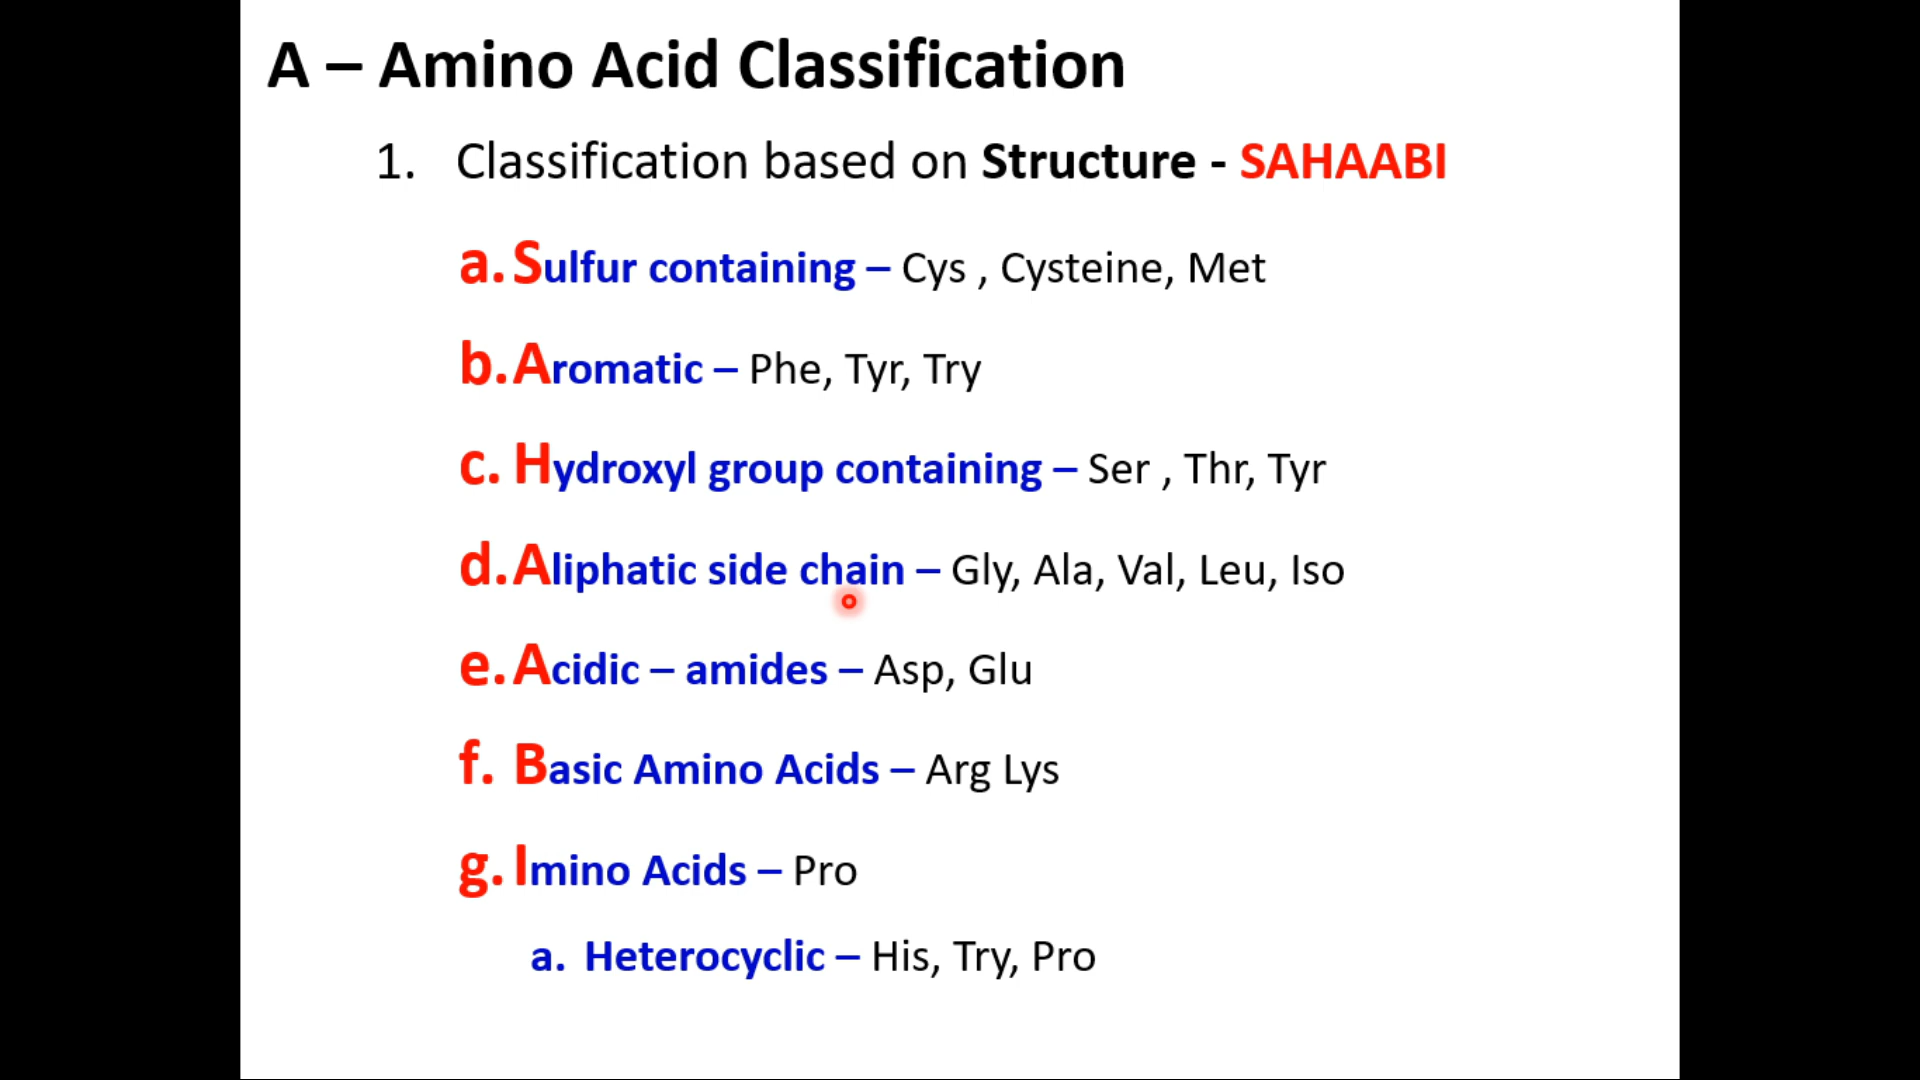 A – Amino Acid Classification
1. Classification based on Structure - SAHAABI
a. Sulfur containing – Cys , Cysteine, Met
b. Aromatic – Phe, Tyr, Try
c. Hydroxyl group containing – Ser , Thr, Tyr
d. Aliphatic side chain – Gly, Ala, Val, Leu, Iso
e. Acidic – amides – Asp, Glu
f. Basic Amino Acids – Arg Lys
g. Imino Acids – Pro
a. Heterocyclic – His, Try, Pro